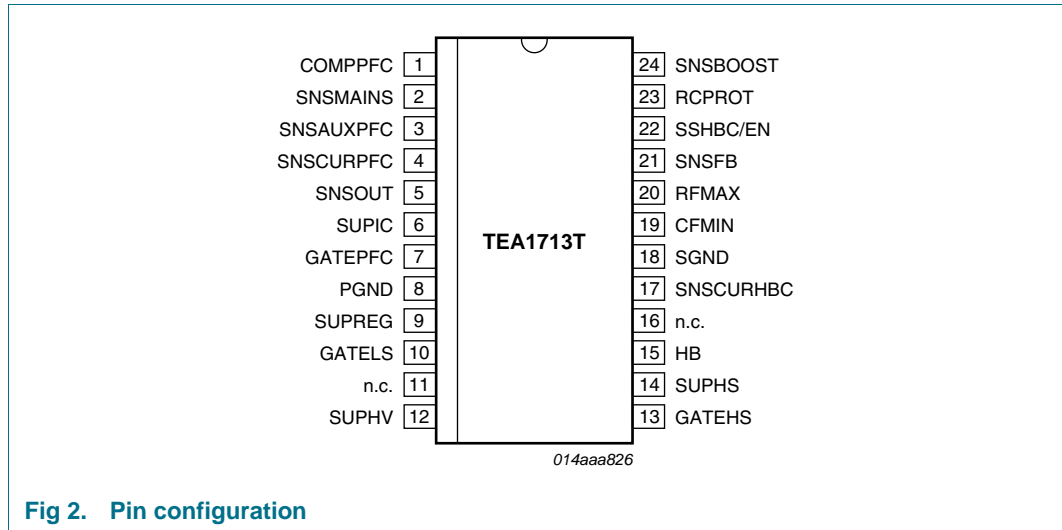 COMPPFC 1
SNSMAINS 2
SNSAUXPFC 3
SNSCURPFC 4
SNSOUT 5
SUPIC 6
GATEPFC 7
PGND 8
SUPREG 9
GATELS 10
n.c. 11
SUPHV 12
TEA1713T
24 SNSBOOST
23 RCPROT
22 SSHBC/EN
21 SNSFB
20 RFMAX
19 CFMIN
18 SGND
17 SNSCURHBC
16 n.c.
15 HB
14 SUPHS
13 GATEHS
014aaa826
Fig 2. Pin configuration